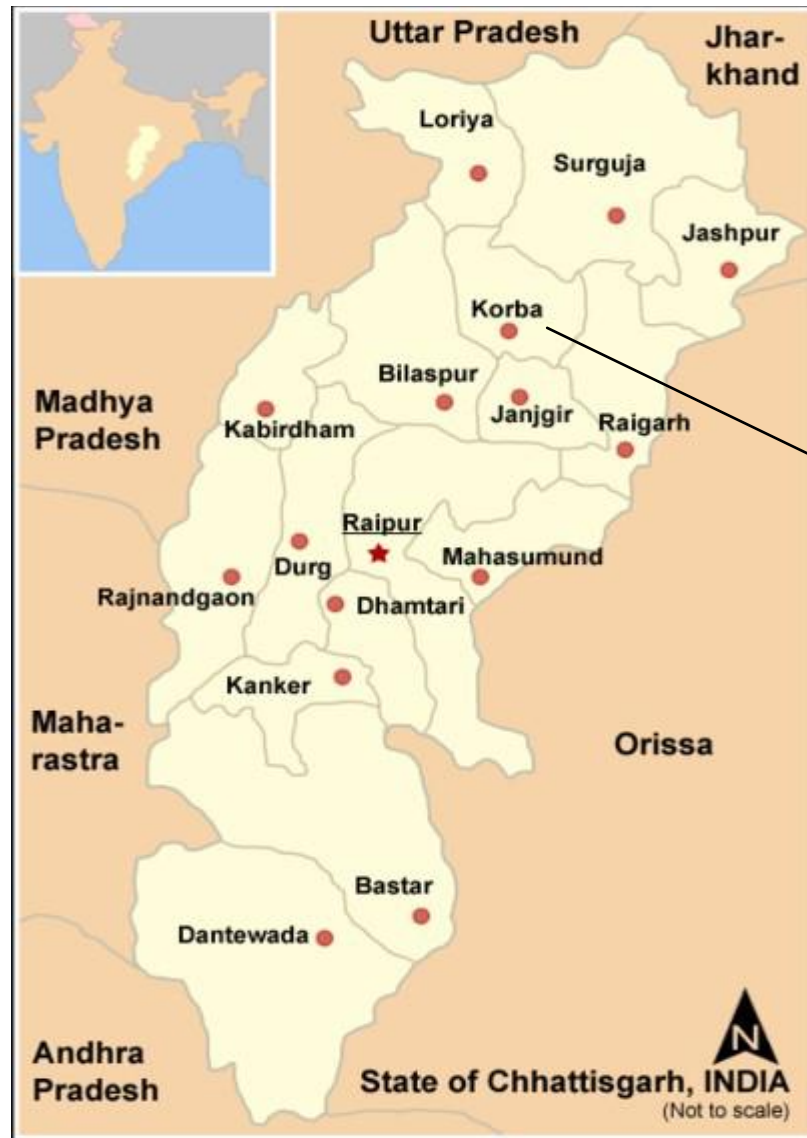 Uttar Pradesh
Jhar-
khand
Loriya
Surguja
Jashpur
Korba
Bilaspur
Janjgir
Raigarh
Madhya
Pradesh
Kabirdham
Raipur
Durg
Mahasumund
Rajnandgaon
Dhamtari
Kanker
Maha-
rastra
Orissa
Bastar
Dantewada
Andhra
Pradesh
N
State of Chhattisgarh, INDIA
(Not to scale)